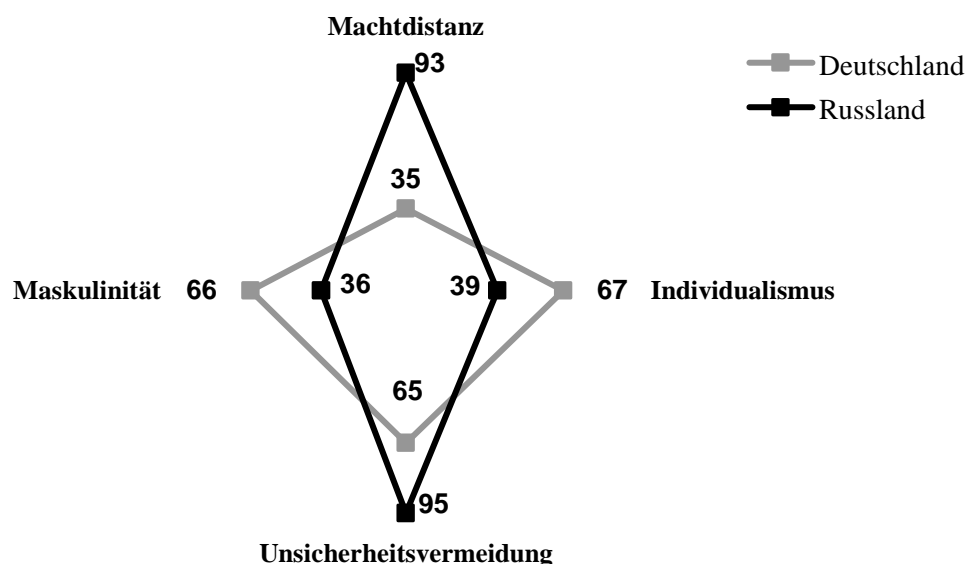 Machtdistanz
93
Deutschland
Russland
35
Maskulinität 66 36 39 67 Individualismus
65
95
Unsicherheitsvermeidung